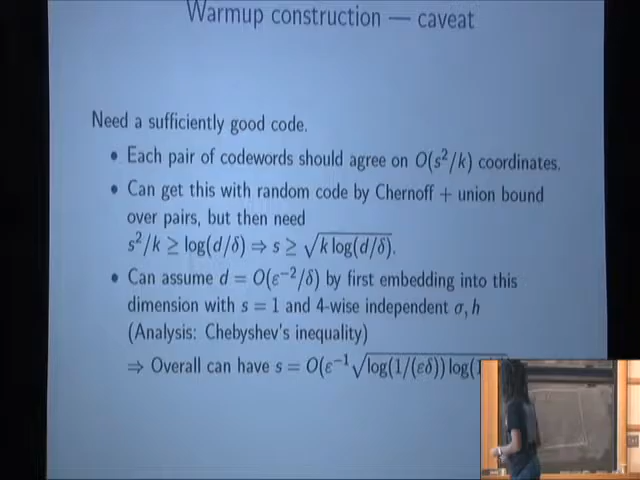 Warmup construction — caveat
Need a sufficiently good code.
• Each pair of codewords should agree on O(s²/k) coordinates.
• Can get this with random code by Chernoff + union bound
over pairs, but then need
s²/k ≥ log(d/δ) ⇒ s ≥ √(k log(d/δ)).
• Can assume d = O(ε⁻²/δ) by first embedding into this
dimension with s = 1 and 4-wise independent σ, h
(Analysis: Chebyshev's inequality)
⇒ Overall can have s = O(ε⁻¹√(log(1/(εδ)) log(